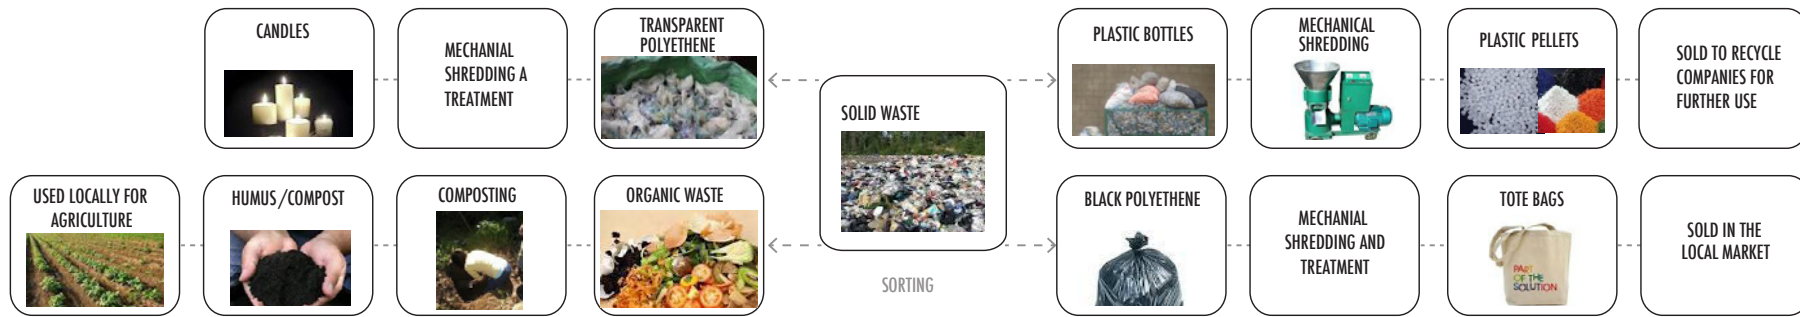 CANDLES
MECHANIAL
SHREDDING A
TREATMENT
TRANSPARENT
POLYETHENE
SOLID WASTE
PLASTIC BOTTLES
MECHANICAL
SHREDDING
PLASTIC PELLETS
SOLD TO RECYCLE
COMPANIES FOR
FURTHER USE
USED LOCALLY FOR
AGRICULTURE
HUMUS/COMPOST
COMPOSTING
ORGANIC WASTE
SORTING
BLACK POLYETHENE
MECHANIAL
SHREDDING AND
TREATMENT
TOTE BAGS
PART
OF THE
SOLUTION
SOLD IN THE
LOCAL MARKET